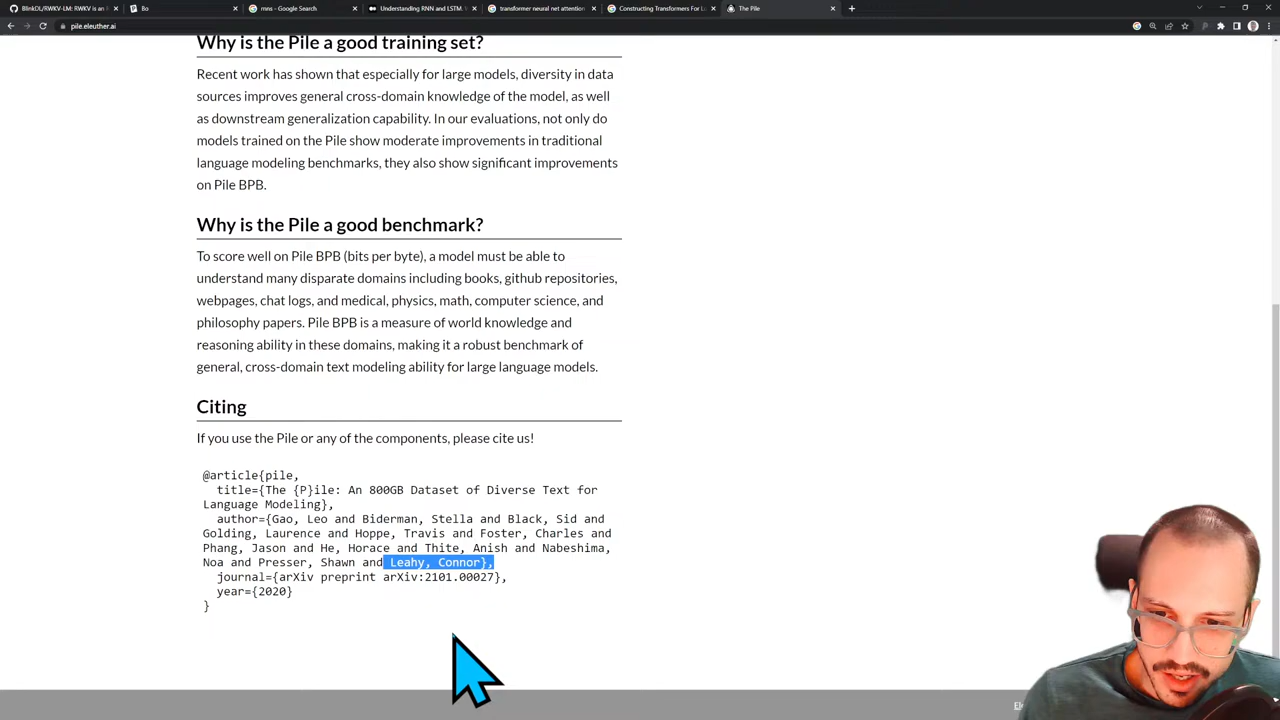 BlinkDL/RWKV-LM: RWKV is an
Bo
rnns - Google Search
Understanding RNN and LSTM.
transformer neural net attention
Constructing Transformers For Lo
The Pile
pile.eleuther.ai
Why is the Pile a good training set?
Recent work has shown that especially for large models, diversity in data
sources improves general cross-domain knowledge of the model, as well
as downstream generalization capability. In our evaluations, not only do
models trained on the Pile show moderate improvements in traditional
language modeling benchmarks, they also show significant improvements
on Pile BPB.
Why is the Pile a good benchmark?
To score well on Pile BPB (bits per byte), a model must be able to
understand many disparate domains including books, github repositories,
webpages, chat logs, and medical, physics, math, computer science, and
philosophy papers. Pile BPB is a measure of world knowledge and
reasoning ability in these domains, making it a robust benchmark of
general, cross-domain text modeling ability for large language models.
Citing
If you use the Pile or any of the components, please cite us!
@article{pile,
title={The {P}ile: An 800GB Dataset of Diverse Text for
Language Modeling},
author={Gao, Leo and Biderman, Stella and Black, Sid and
Golding, Laurence and Hoppe, Travis and Foster, Charles and
Phang, Jason and He, Horace and Thite, Anish and Nabeshima,
Noa and Presser, Shawn and Leahy, Connor},
journal={arXiv preprint arXiv:2101.00027},
year={2020}
}